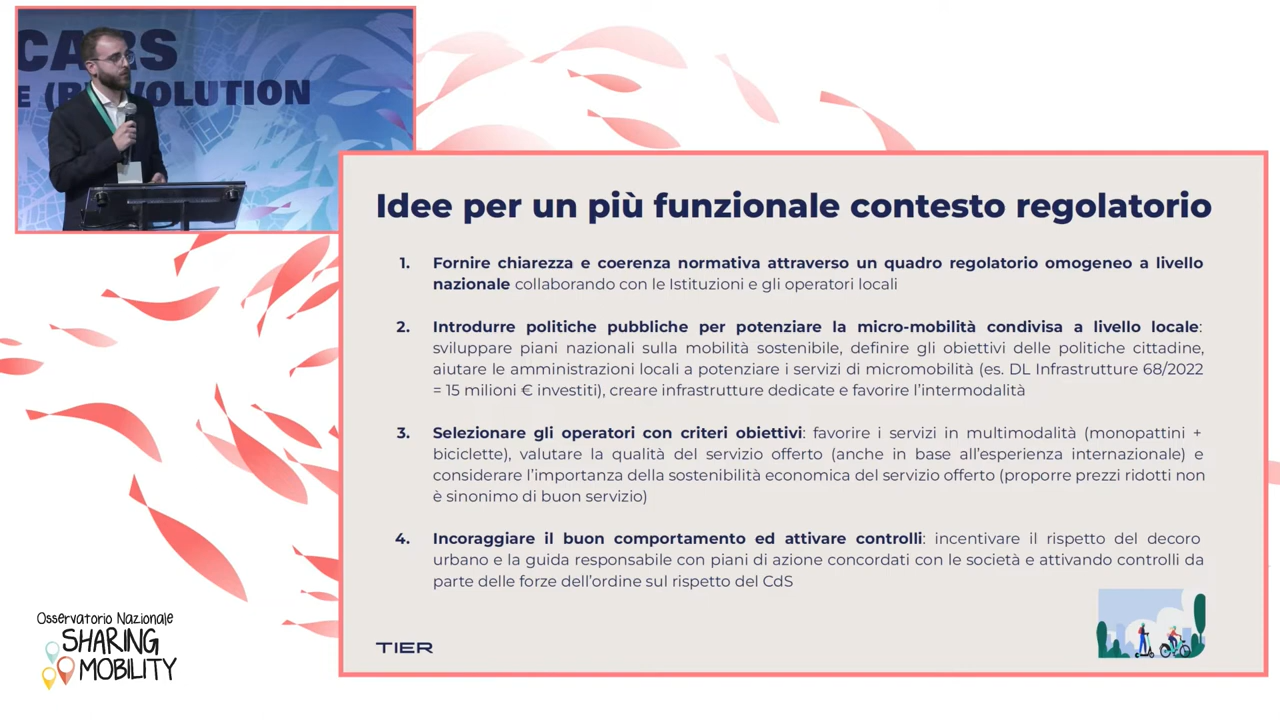 CARS
E (R)EVOLUTION
Idee per un più funzionale contesto regolatorio
1. Fornire chiarezza e coerenza normativa attraverso un quadro regolatorio omogeneo a livello
nazionale collaborando con le Istituzioni e gli operatori locali
2. Introdurre politiche pubbliche per potenziare la micro-mobilità condivisa a livello locale:
sviluppare piani nazionali sulla mobilità sostenibile, definire gli obiettivi delle politiche cittadine,
aiutare le amministrazioni locali a potenziare i servizi di micromobilità (es. DL Infrastrutture 68/2022
= 15 milioni € investiti), creare infrastrutture dedicate e favorire l'intermodalità
3. Selezionare gli operatori con criteri obiettivi: favorire i servizi in multimodalità (monopattini +
biciclette), valutare la qualità del servizio offerto (anche in base all'esperienza internazionale) e
considerare l'importanza della sostenibilità economica del servizio offerto (proporre prezzi ridotti non
è sinonimo di buon servizio)
4. Incoraggiare il buon comportamento ed attivare controlli: incentivare il rispetto del decoro
urbano e la guida responsabile con piani di azione concordati con le società e attivando controlli da
parte delle forze dell'ordine sul rispetto del CdS
TIER
Osservatorio Nazionale
SHARING
MOBILITY